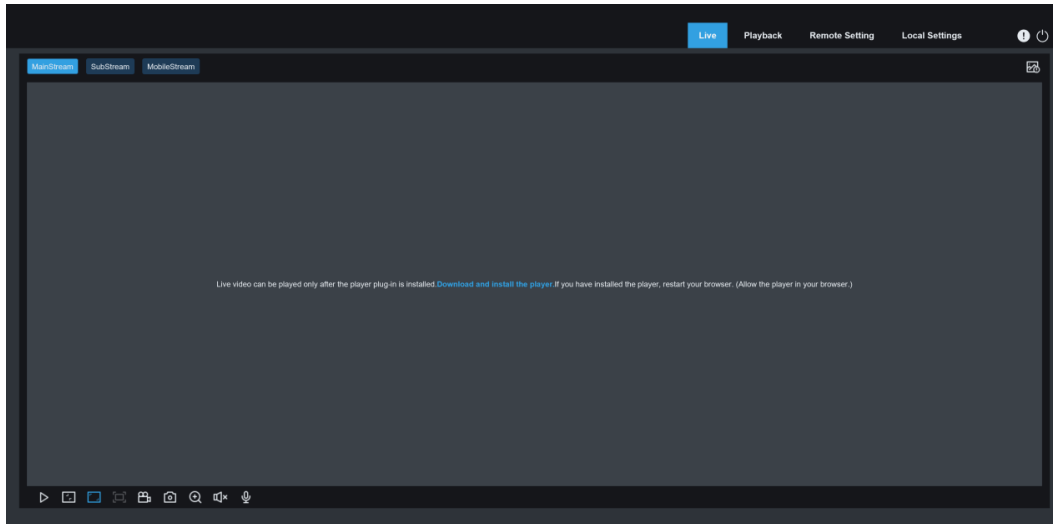 Live Playback Remote Setting Local Settings
MainStream SubStream MobileStream
Live video can be played only after the player plug-in is installed.Download and install the player.If you have installed the player, restart your browser. (Allow the player in your browser.)